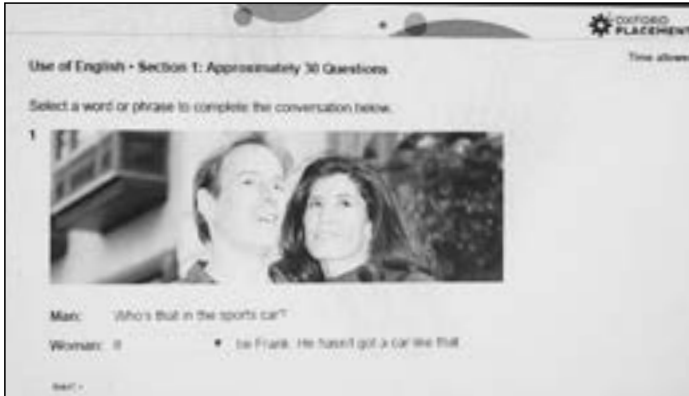 OXFORD
PLACEMENT
Time allowed
Use of English • Section 1: Approximately 30 Questions
Select a word or phrase to complete the conversation below.
1
Man: Who's that in the sports car?
Woman: It be Frank. He hasn't got a car like that